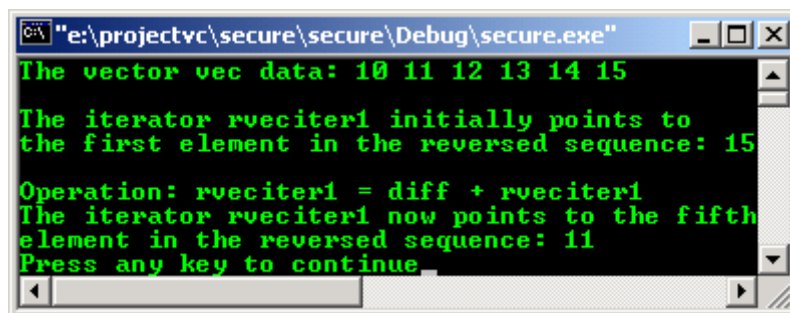 "e:\projectvc\secure\secure\Debug\secure.exe"
The vector vec data: 10 11 12 13 14 15
The iterator rveciter1 initially points to
the first element in the reversed sequence: 15
Operation: rveciter1 = diff + rveciter1
The iterator rveciter1 now points to the fifth
element in the reversed sequence: 11
Press any key to continue_